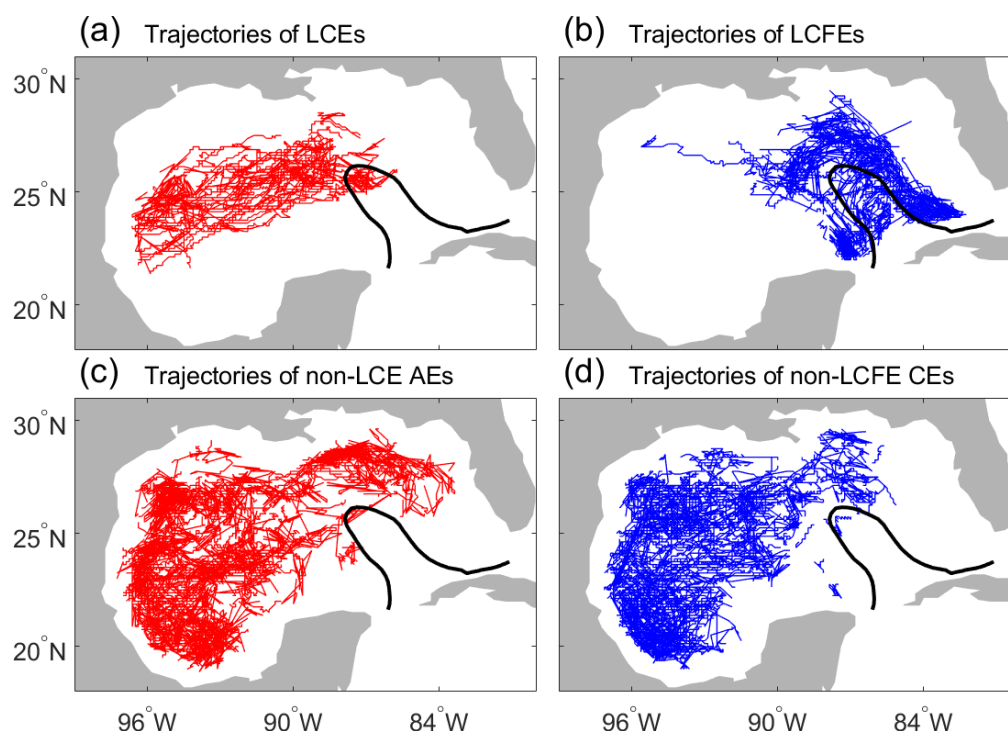 (a) Trajectories of LCEs
(b) Trajectories of LCFEs
30°N
25°N
20°N
(c) Trajectories of non-LCE AEs
(d) Trajectories of non-LCFE CEs
30°N
25°N
20°N
96°W 90°W 84°W
96°W 90°W 84°W